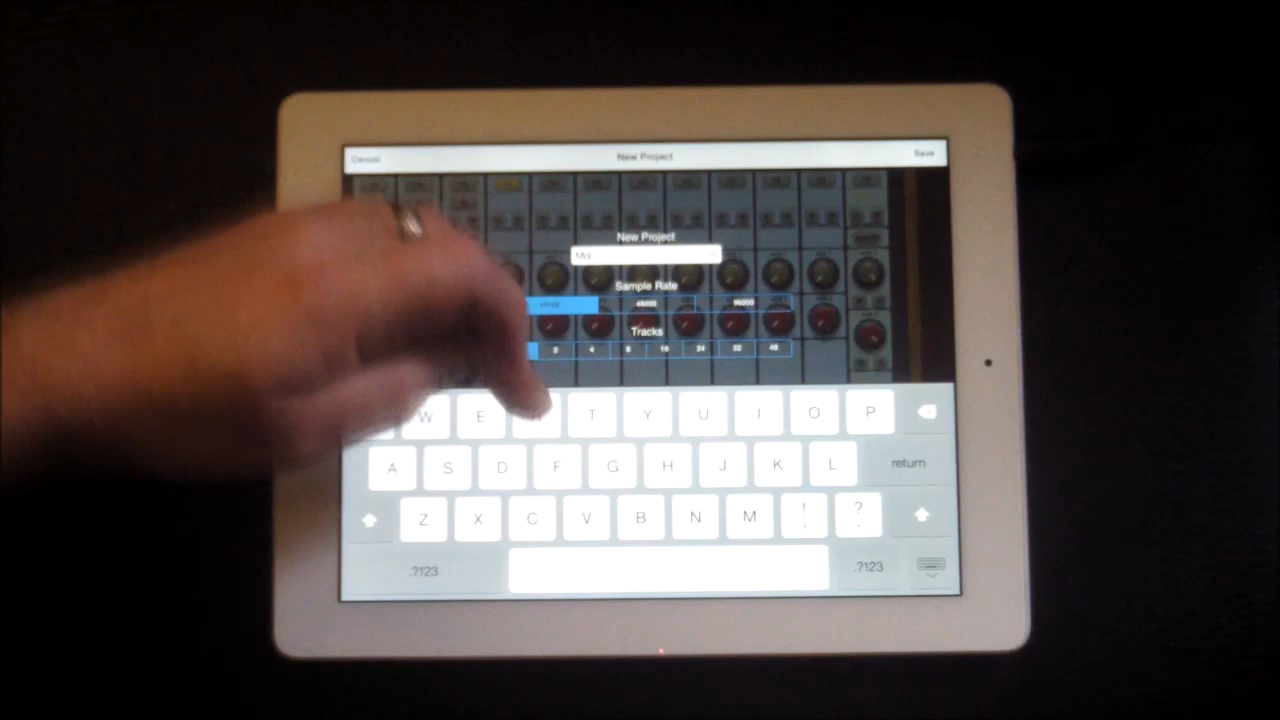 Cancel New Project Save
New Project
Sample Rate
48000 96000
Tracks
2 4 8 16 24 32 48
W E T Y U I O P
A S D F G H J K L return
Z X C V B N M ! , ? .
.?123 .?123